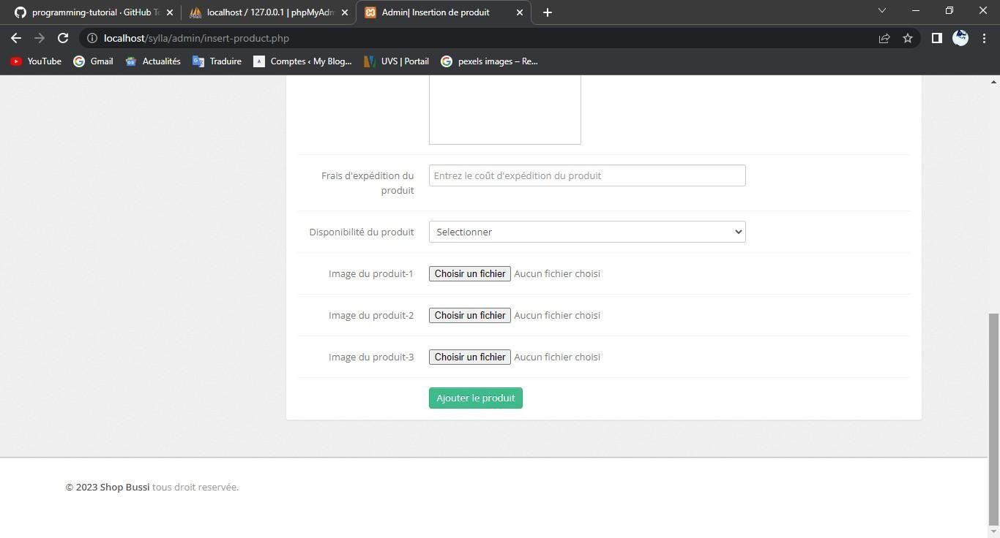 programming-tutorial · GitHub To
localhost / 127.0.0.1 | phpMyAdm
Admin| Insertion de produit
localhost/sylla/admin/insert-product.php
YouTube
Gmail
Actualités
Traduire
Comptes ‹ My Blog...
UVS | Portail
pexels images – Re...
Frais d'expédition du
produit
Entrez le coût d'expédition du produit
Disponibilité du produit
Selectionner
Image du produit-1
Choisir un fichier
Aucun fichier choisi
Image du produit-2
Choisir un fichier
Aucun fichier choisi
Image du produit-3
Choisir un fichier
Aucun fichier choisi
Ajouter le produit
© 2023 Shop Bussi tous droit reservée.